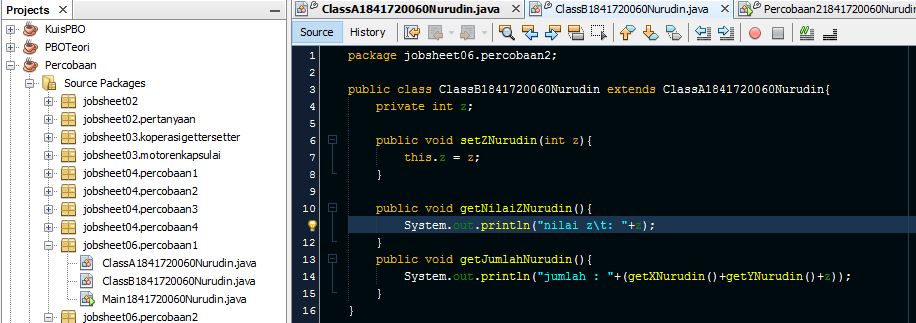 Projects
KuisPBO
PBOTeori
Percobaan
Source Packages
jobsheet02
jobsheet02.pertanyaan
jobsheet03.koperasigettersetter
jobsheet03.motorenkapsulai
jobsheet04.percobaan1
jobsheet04.percobaan2
jobsheet04.percobaan3
jobsheet04.percobaan4
jobsheet06.percobaan1
ClassA1841720060Nurudin.java
ClassB1841720060Nurudin.java
Main1841720060Nurudin.java
jobsheet06.percobaan2
ClassA1841720060Nurudin.java ClassB1841720060Nurudin.java Percobaan21841720060Nurudin
Source History
1 package jobsheet06.percobaan2;
2
3 public class ClassB1841720060Nurudin extends ClassA1841720060Nurudin{
4 private int z;
5
6 public void setZNurudin(int z){
7 this.z = z;
8 }
9
10 public void getNilaiZNurudin(){
System.out.println("nilai z\t: "+z);
12 }
13 public void getJumlahNurudin(){
14 System.out.println("jumlah : "+(getXNurudin()+getYNurudin()+z));
15 }
16 }